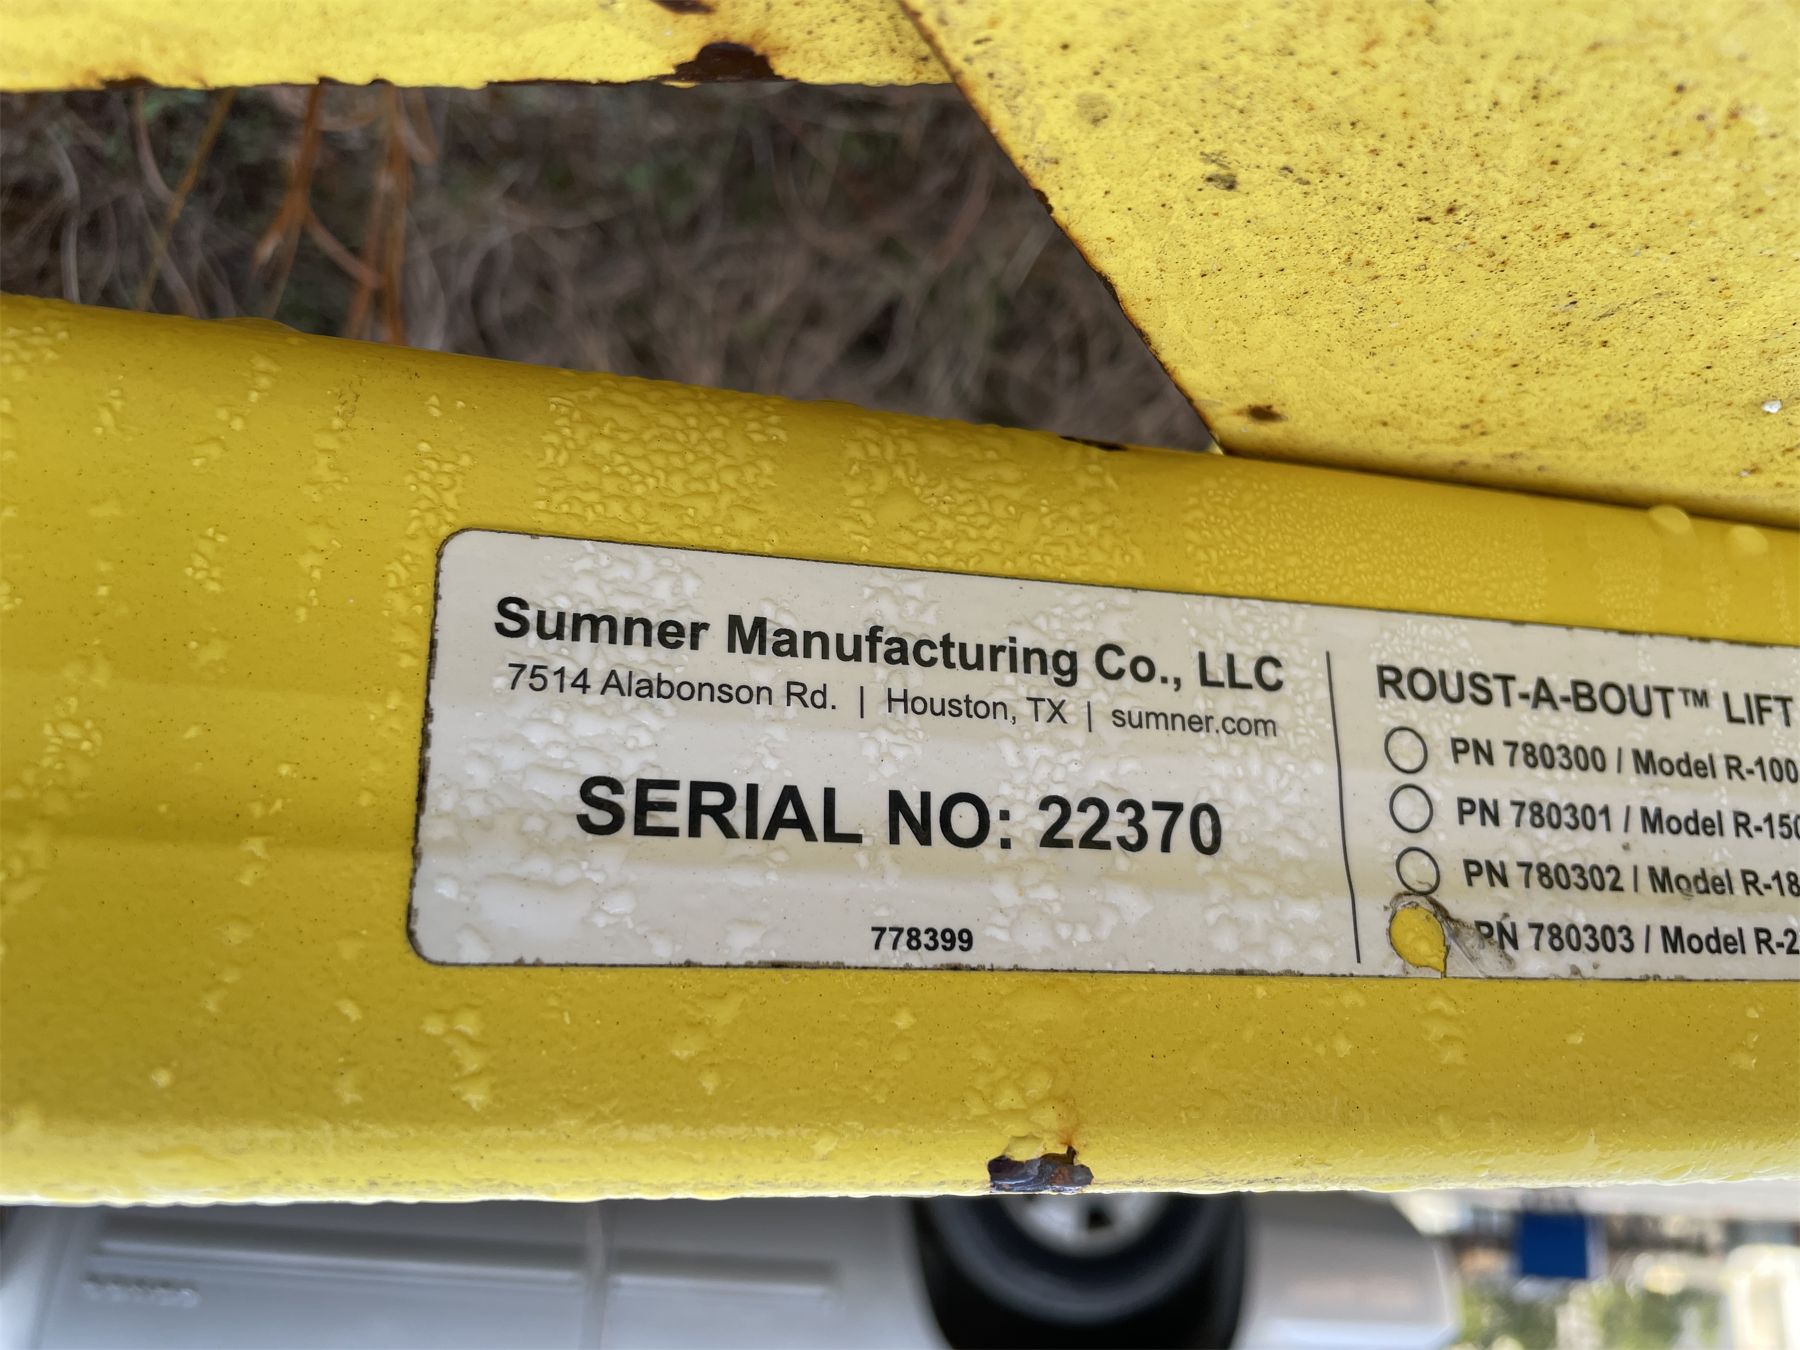 Sumner Manufacturing Co., LLC
7514 Alabonson Rd. | Houston, TX | sumner.com
SERIAL NO: 22370
778399
ROUST-A-BOUT™ LIFT
PN 780300 / Model R-100
PN 780301 / Model R-150
PN 780302 / Model R-18
PN 780303 / Model R-2